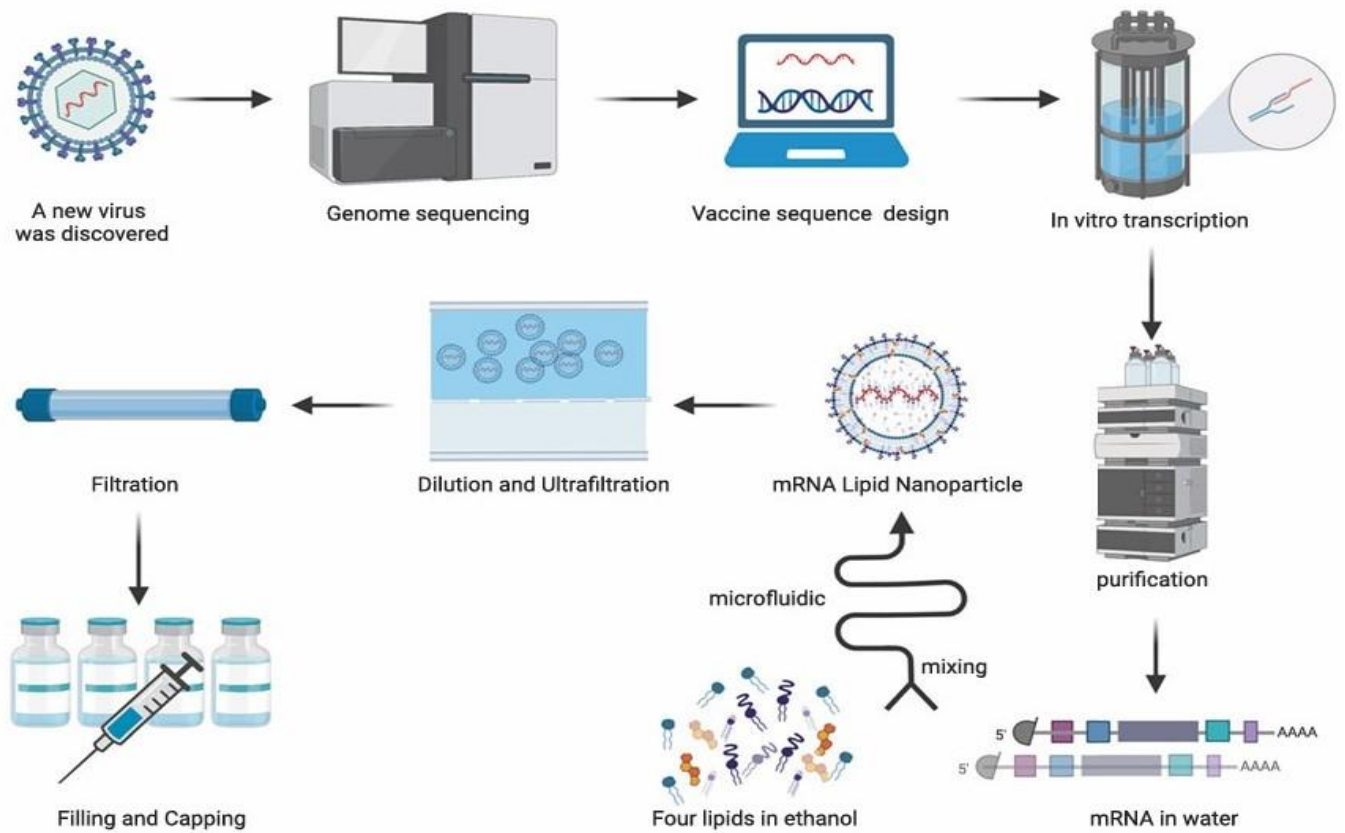 A new virus
was discovered
Genome sequencing
Vaccine sequence design
In vitro transcription
Filtration
Dilution and Ultrafiltration
mRNA Lipid Nanoparticle
purification
microfluidic
mixing
5' AAAA
5' AAAA
Filling and Capping
Four lipids in ethanol
mRNA in water